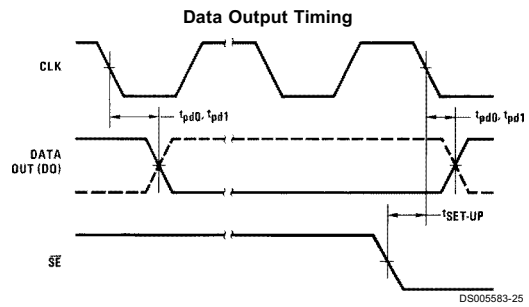 Data Output Timing
CLK
tpd0, tpd1
tpd0, tpd1
DATA
OUT (DO)
tSET-UP
SE
DS005583-25